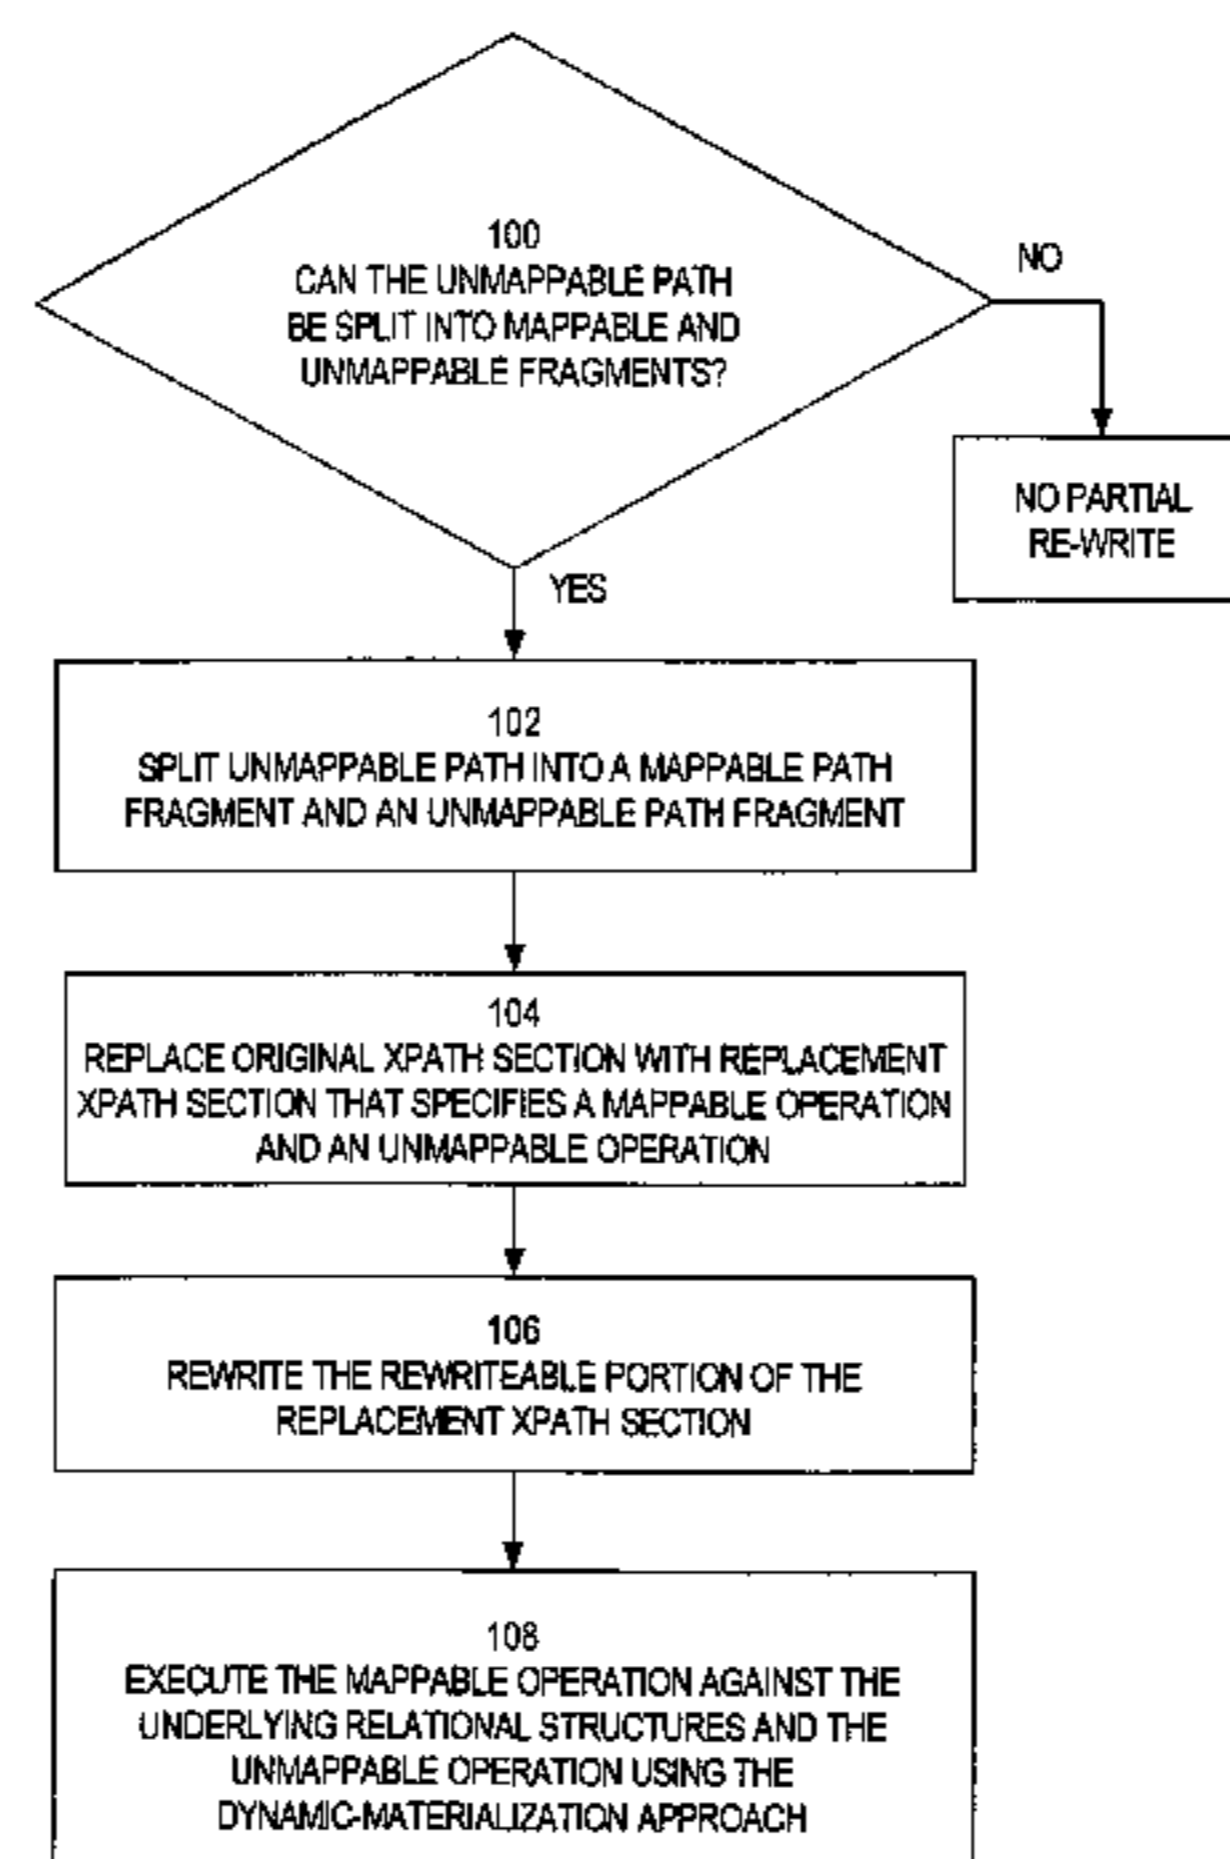 100
CAN THE UNMAPPABLE PATH
BE SPLIT INTO MAPPABLE AND
UNMAPPABLE FRAGMENTS?
NO
NO PARTIAL
RE-WRITE
YES
102
SPLIT UNMAPPABLE PATH INTO A MAPPABLE PATH
FRAGMENT AND AN UNMAPPABLE PATH FRAGMENT
104
REPLACE ORIGINAL XPATH SECTION WITH REPLACEMENT
XPATH SECTION THAT SPECIFIES A MAPPABLE OPERATION
AND AN UNMAPPABLE OPERATION
106
REWRITE THE REWRITEABLE PORTION OF THE
REPLACEMENT XPATH SECTION
108
EXECUTE THE MAPPABLE OPERATION AGAINST THE
UNDERLYING RELATIONAL STRUCTURES AND THE
UNMAPPABLE OPERATION USING THE
DYNAMIC-MATERIALIZATION APPROACH